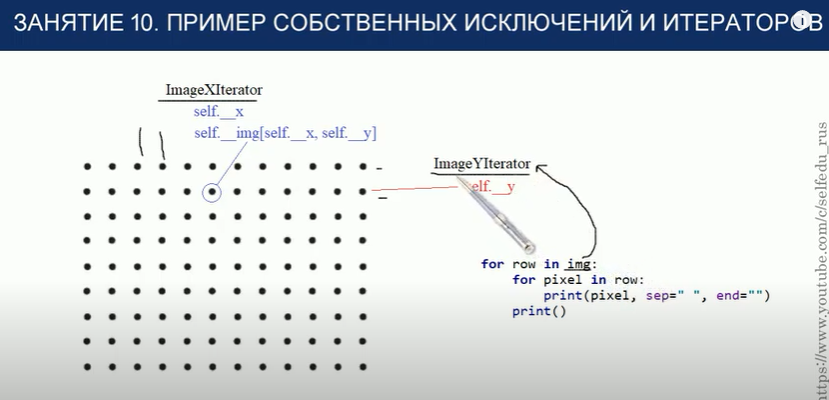 ЗАНЯТИЕ 10. ПРИМЕР СОБСТВЕННЫХ ИСКЛЮЧЕНИЙ И ИТЕРАТОРОВ
ImageXIterator
self.__x
self.__img[self.__x, self.__y]
ImageYIterator
elf.__y
for row in img:
for pixel in row:
print(pixel, sep=" ", end="")
print()
https://www.youtube.com/c/selfedu_rus